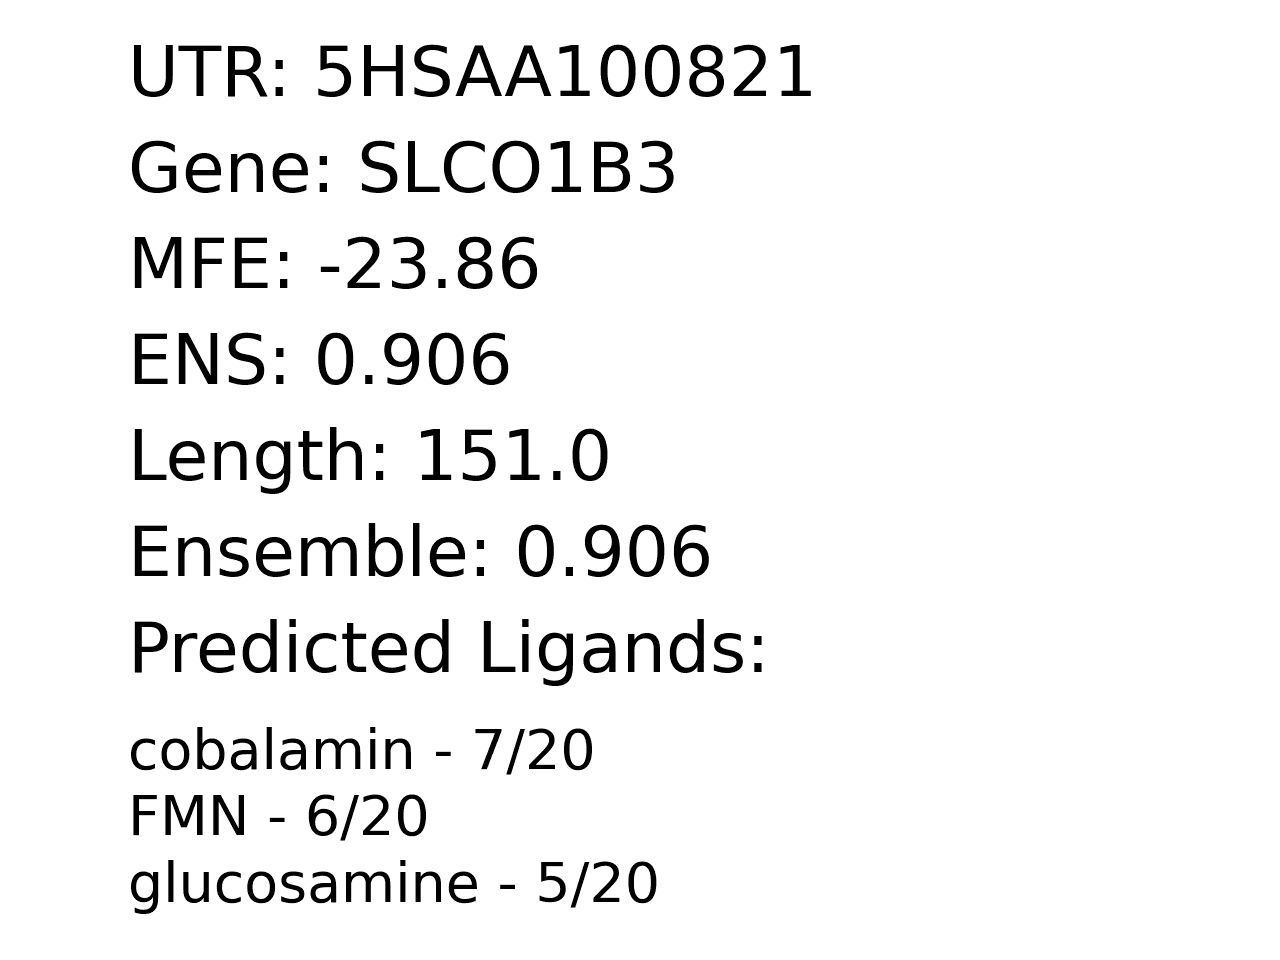 UTR: 5HSAA100821
Gene: SLCO1B3
MFE: -23.86
ENS: 0.906
Length: 151.0
Ensemble: 0.906
Predicted Ligands:
cobalamin - 7/20
FMN - 6/20
glucosamine - 5/20